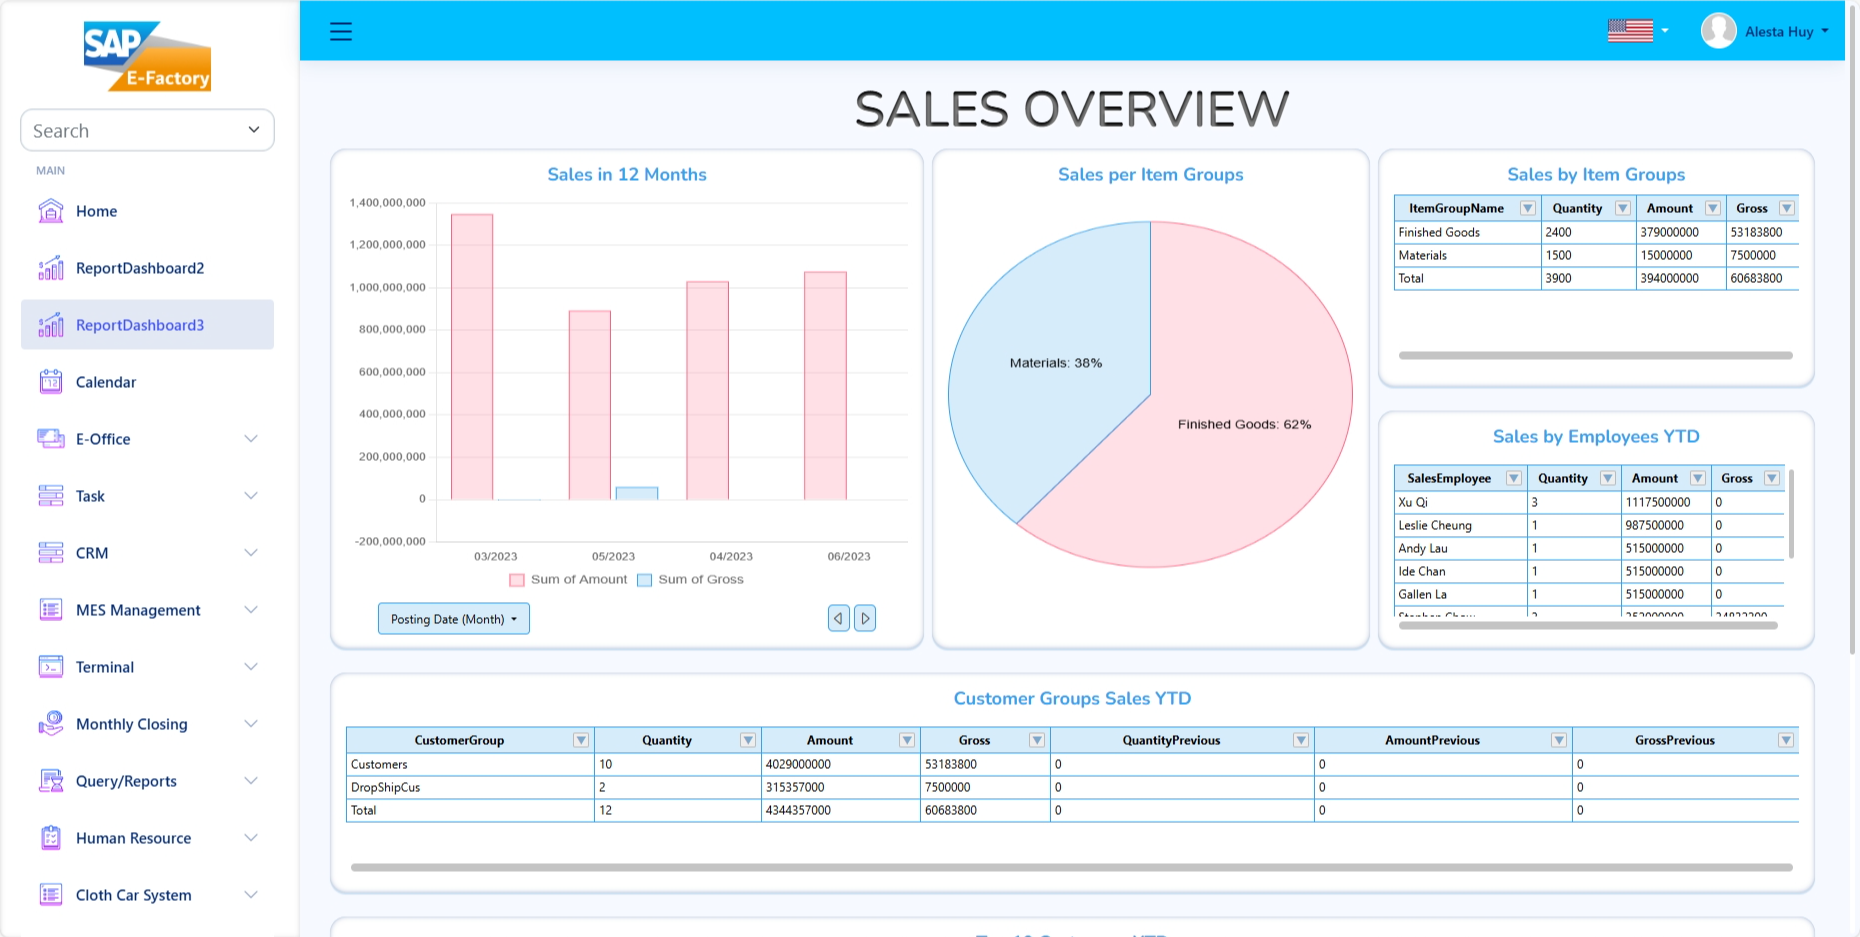 SAP
E-Factory
Search
MAIN
Home
ReportDashboard2
ReportDashboard3
Calendar
E-Office
Task
CRM
MES Management
Terminal
Monthly Closing
Query/Reports
Human Resource
Cloth Car System
Alesta Huy
SALES OVERVIEW
Sales in 12 Months
1,400,000,000
1,200,000,000
1,000,000,000
800,000,000
600,000,000
400,000,000
200,000,000
0
-200,000,000
03/2023 05/2023 04/2023 06/2023
Sum of Amount Sum of Gross
Posting Date (Month)
Sales per Item Groups
Materials: 38%
Finished Goods: 62%
Sales by Item Groups
ItemGroupName Quantity Amount Gross
Finished Goods 2400 379000000 53183800
Materials 1500 15000000 7500000
Total 3900 394000000 60683800
Sales by Employees YTD
SalesEmployee Quantity Amount Gross
Xu Qi 3 1117500000 0
Leslie Cheung 1 987500000 0
Andy Lau 1 515000000 0
Ide Chan 1 515000000 0
Gallen La 1 515000000 0
Customer Groups Sales YTD
CustomerGroup Quantity Amount Gross QuantityPrevious AmountPrevious GrossPrevious
Customers 10 4029000000 53183800 0 0 0
DropShipCus 2 315357000 7500000 0 0 0
Total 12 4344357000 60683800 0 0 0